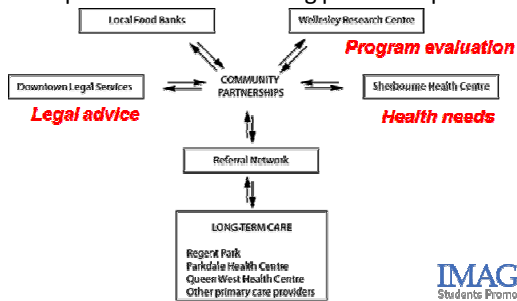 Local Food Banks
Wellesley Research Centre
Program evaluation
Downtown Legal Services
COMMUNITY
PARTNERSHIPS
Sherbourne Health Centre
Legal advice
Health needs
Referral Network
LONG-TERM CARE
Regent Park
Parkdale Health Centre
Queen West Health Centre
Other primary care providers
IMAG
Students Promo